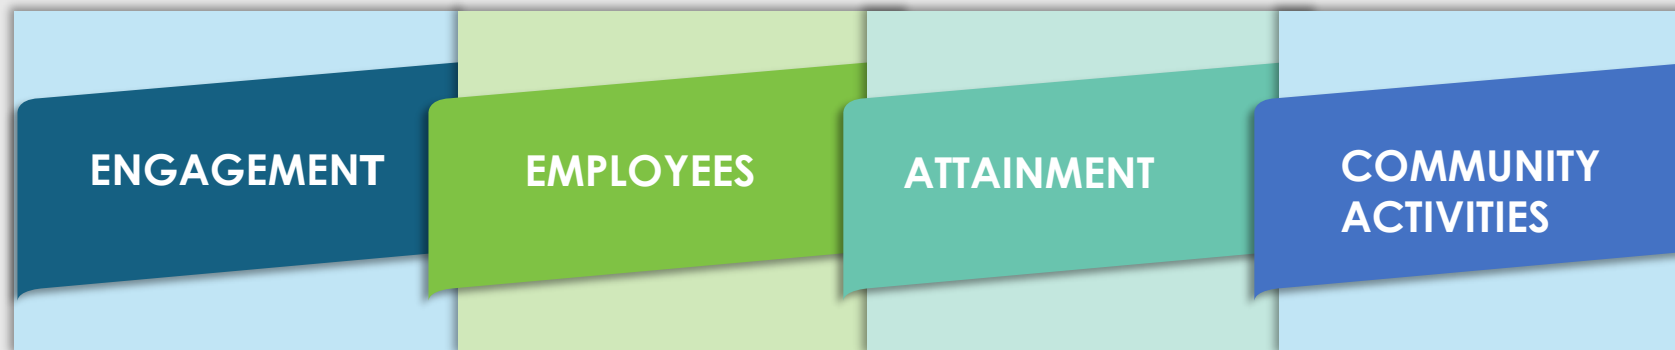 ENGAGEMENT
EMPLOYEES
ATTAINMENT
COMMUNITY
ACTIVITIES